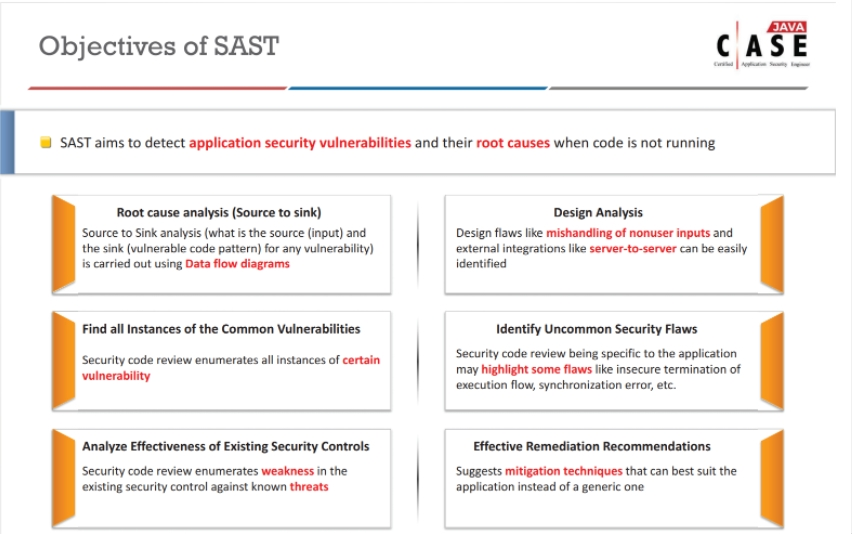 Objectives of SAST
JAVA
CASE
Certified Application Security Engineer
SAST aims to detect application security vulnerabilities and their root causes when code is not running
Root cause analysis (Source to sink)
Source to Sink analysis (what is the source (input) and
the sink (vulnerable code pattern) for any vulnerability)
is carried out using Data flow diagrams
Design Analysis
Design flaws like mishandling of nonuser inputs and
external integrations like server-to-server can be easily
identified
Find all Instances of the Common Vulnerabilities
Security code review enumerates all instances of certain
vulnerability
Identify Uncommon Security Flaws
Security code review being specific to the application
may highlight some flaws like insecure termination of
execution flow, synchronization error, etc.
Analyze Effectiveness of Existing Security Controls
Security code review enumerates weakness in the
existing security control against known threats
Effective Remediation Recommendations
Suggests mitigation techniques that can best suit the
application instead of a generic one